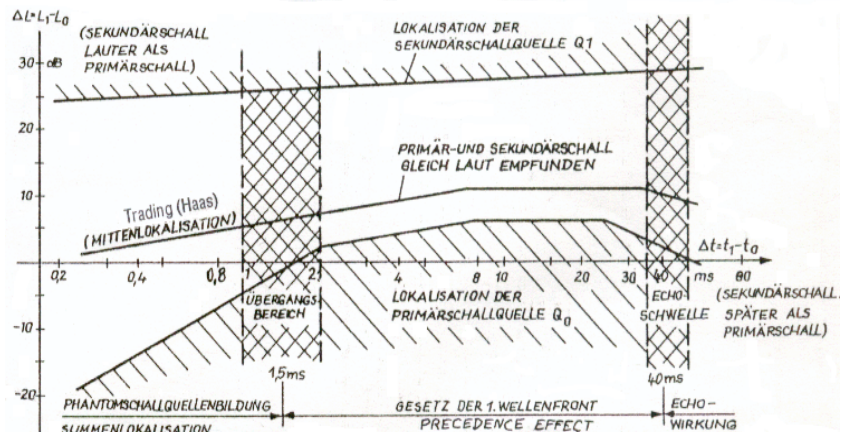 ΔL=L₁-L₀
(SEKUNDÄRSCHALL
LAUTER ALS
PRIMÄRSCHALL)
LOKALISATION DER
SEKUNDÄRSCHALLQUELLE Q1
30
dB
20
PRIMÄR-UND SEKUNDÄRSCHALL
GLEICH LAUT EMPFUNDEN
10
Trading (Haas)
(MITTENLOKALISATION)
Δt=t₁-t₀
0,2 0,4 0,8 1 2 4 8 10 20 30 40 ms 80
ÜBERGANGS
BEREICH
LOKALISATION DER
PRIMÄRSCHALLQUELLE Q₀
ECHO
SCHWELLE
(SEKUNDÄRSCHALL
SPÄTER ALS
PRIMÄRSCHALL)
-10
-20
1,5ms
40ms
PHANTOMSCHALLQUELLENBILDUNG
SUMMENLOKALISATION
GESETZ DER 1. WELLENFRONT
PRECEDENCE EFFECT
ECHO-
WIRKUNG